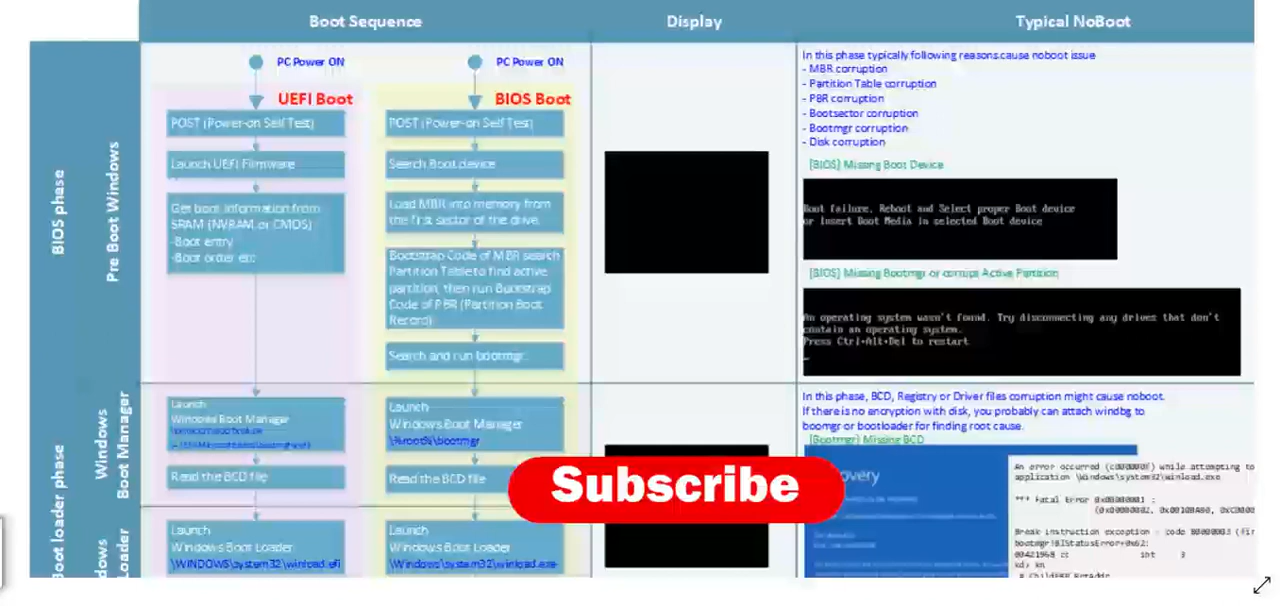 Boot Sequence
Display
Typical NoBoot
BIOS phase
Pre Boot Windows
PC Power ON
UEFI Boot
POST (Power-on Self Test)
Launch UEFI Firmware
Get boot information from
SRAM (NVRAM or CMOS)
-Boot entry
-Boot order etc
PC Power ON
BIOS Boot
POST (Power-on Self Test)
Search Boot device
Load MBR into memory from
the first sector of the drive.
Bootstrap Code of MBR search
Partition Table to find active
partition, then run Bootstrap
Code of PBR (Partition Boot
Record)
Search and run bootmgr.
In this phase typically following reasons cause noboot issue
- MBR corruption
- Partition Table corruption
- PBR corruption
- Bootsector corruption
- Bootmgr corruption
- Disk corruption
[BIOS] Missing Boot Device
Boot failure. Reboot and Select proper Boot device
or Insert Boot Media in selected Boot device
[BIOS] Missing Bootmgr or corrupt Active Partition
An operating system wasn't found. Try disconnecting any drives that don't
contain an operating system.
Press Ctrl+Alt+Del to restart
Boot loader phase
Windows
Boot Manager
Launch
Windows Boot Manager
Read the BCD file
Launch
Windows Boot Manager
\%root%\bootmgr
Read the BCD file
In this phase, BCD, Registry or Driver files corruption might cause noboot.
If there is no encryption with disk, you probably can attach windbg to
boomgr or bootloader for finding root cause.
[Bootmgr] Missing BCD
overy
An error occurred (c000000f) while attempting to
application \Windows\system32\winload.exe
*** Fatal Error 0x00000001 :
Break instruction exception - code 80000003 (fir
int 3
kd> kn
# ChildEBP RetAddr
Subscribe
dows
Loader
Launch
Windows Boot Loader
\WINDOWS\system32\winload.efi
Launch
Windows Boot Loader
\Windows\system32\winload.exe